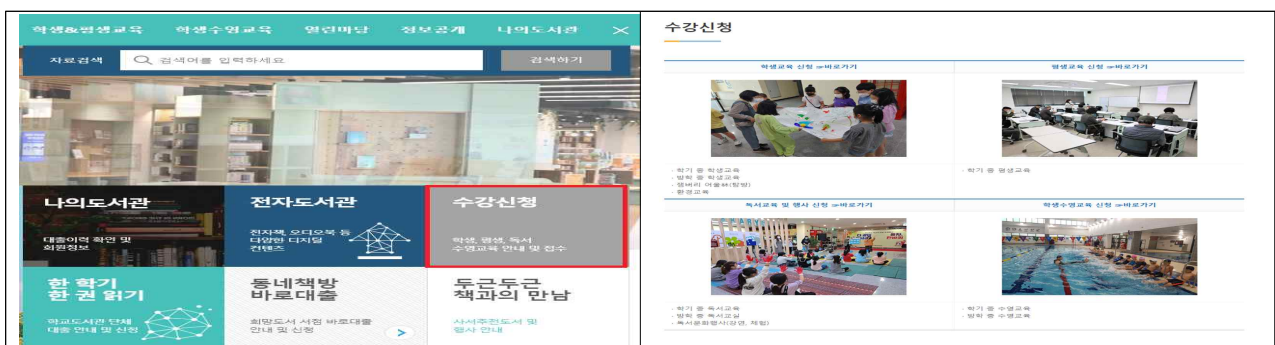 학생&평생교육 학생수영교육 열린마당 정보공개 나의도서관 ×
자료검색 검색어를 입력하세요 검색하기
나의도서관
대출이력 확인 및
회원정보
전자도서관
전자책, 오디오북 등
다양한 디지털
컨텐츠
수강신청
학생, 평생, 독서
수영교육 안내 및 접수
한 학기
한 권 읽기
학교도서관 단체
대출 안내 및 신청
동네책방
바로대출
희망도서 서점 바로대출
안내 및 신청
두근두근
책과의 만남
사서추천도서 및
행사 안내
수강신청
학생교육 신청 ☞바로가기
평생교육 신청 ☞바로가기
- 학기 중 학생교육
- 방학 중 학생교육
- 환경교육
- 학기 중 평생교육
독서교육 및 행사 신청 ☞바로가기
학생수영교육 신청 ☞바로가기
- 학기 중 독서교육
- 방학 중 독서교실
- 독서문화행사(강연, 체험)
- 학기 중 수영교육
- 방학 중 수영교육